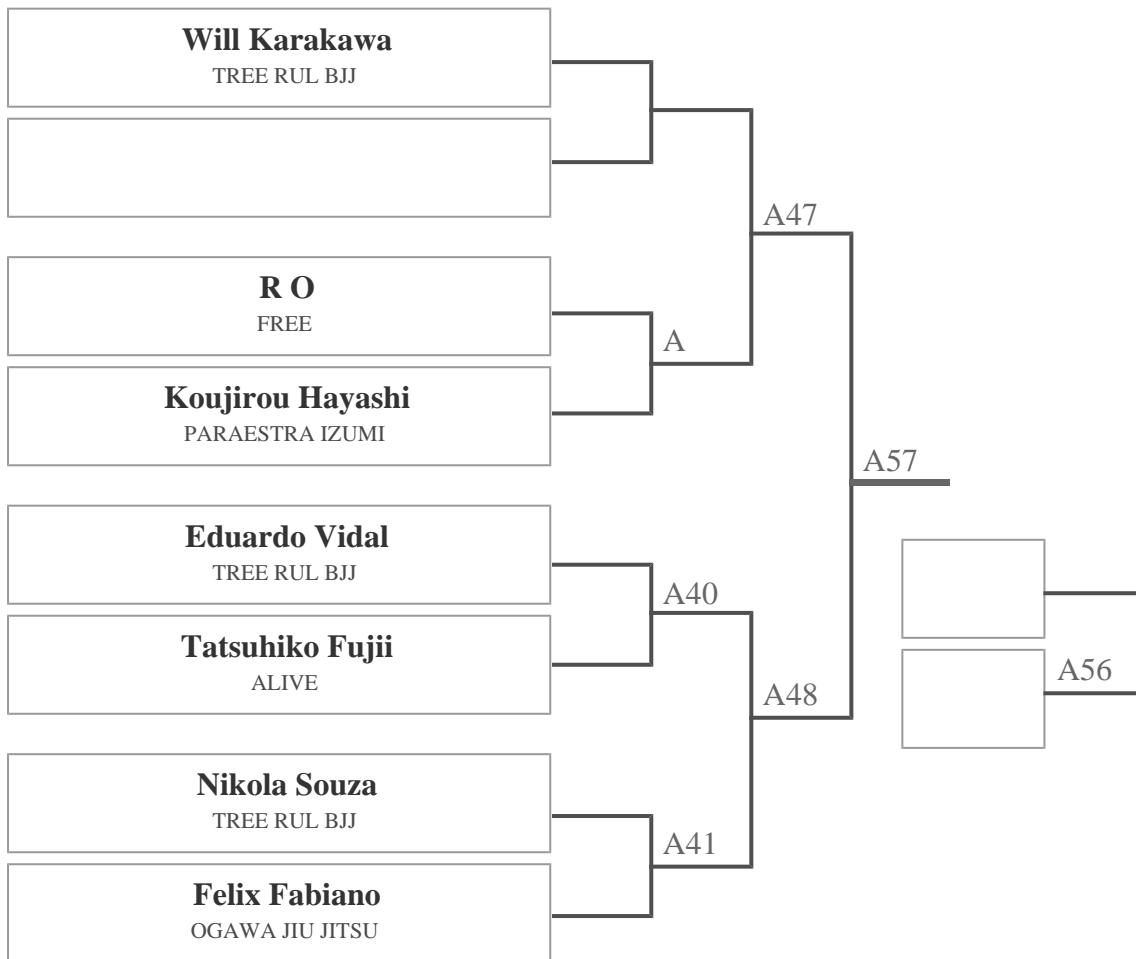 Will Karakawa
TREE RUL BJJ
A47
R O
FREE
A
Koujirou Hayashi
PARAESTRA IZUMI
A57
Eduardo Vidal
TREE RUL BJJ
A40
Tatsuhiko Fujii
ALIVE
A48
A56
Nikola Souza
TREE RUL BJJ
A41
Felix Fabiano
OGAWA JIU JITSU